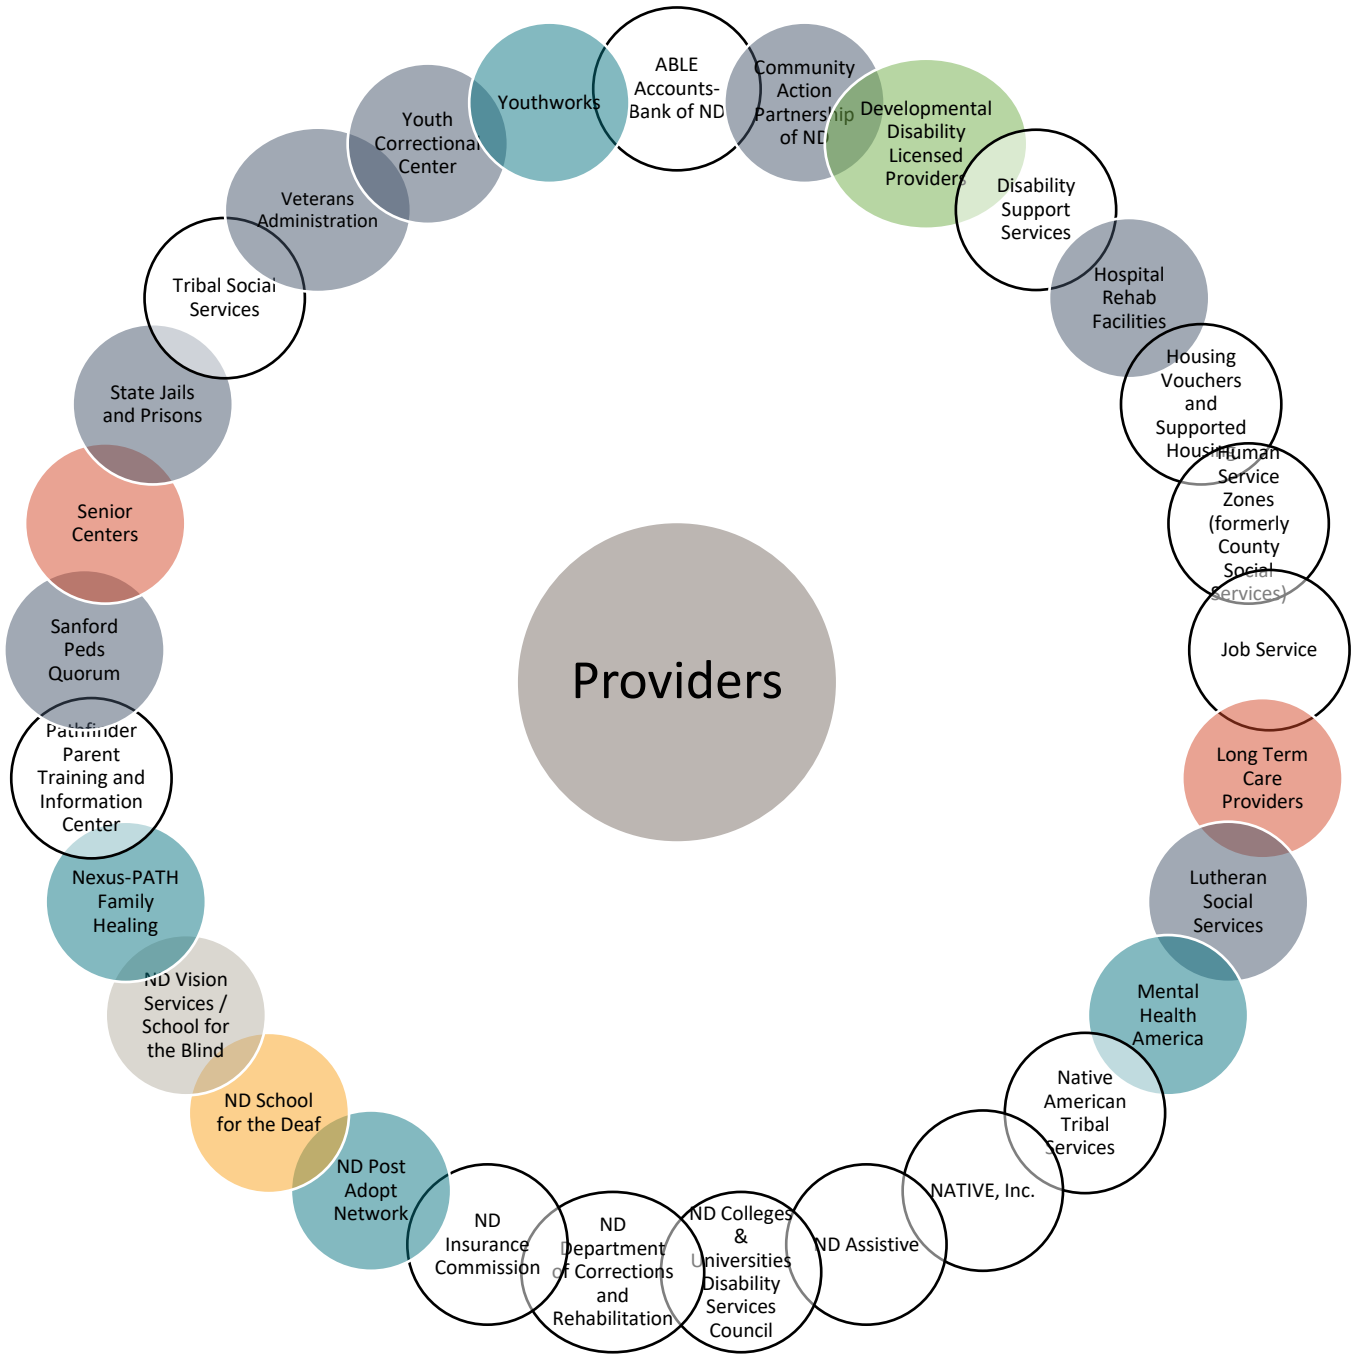 ABLE
Accounts-
Bank of ND
Community
Action
Partnership
of ND
Developmental
Disability
Licensed
Providers
Disability
Support
Services
Hospital
Rehab
Facilities
Housing
Vouchers
and
Supported
Housing
Human
Service
Zones
(formerly
County
Social
Services)
Job Service
Long Term
Care
Providers
Lutheran
Social
Services
Mental
Health
America
Native
American
Tribal
Services
NATIVE, Inc.
ND Assistive
ND Colleges
&
Universities
Disability
Services
Council
ND
Department
of Corrections
and
Rehabilitation
ND
Insurance
Commission
ND Post
Adopt
Network
ND School
for the Deaf
ND Vision
Services /
School for
the Blind
Nexus-PATH
Family
Healing
Pathfinder
Parent
Training and
Information
Center
Sanford
Peds
Quorum
Senior
Centers
State Jails
and Prisons
Tribal Social
Services
Veterans
Administration
Youth
Correctional
Center
Youthworks
Providers